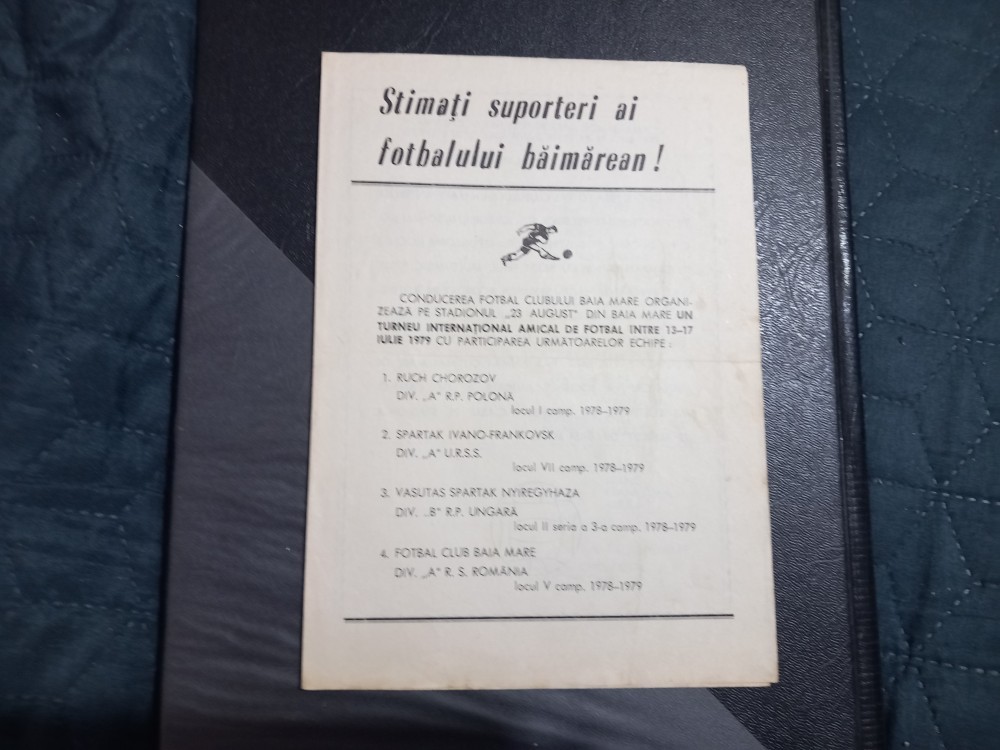 Stimați suporteri ai
fotbalului băimărean!
CONDUCEREA FOTBAL CLUBULUI BAIA MARE ORGANI-
ZEAZĂ PE STADIONUL „23 AUGUST" DIN BAIA MARE UN
TURNEU INTERNAȚIONAL AMICAL DE FOTBAL ÎNTRE 13–17
IULIE 1979 CU PARTICIPAREA URMĂTOARELOR ECHIPE :
1. RUCH CHOROZOV
DIV. „A" R.P. POLONĂ
locul I camp. 1978–1979
2. SPARTAK IVANO-FRANKOVSK
DIV. „A" U.R.S.S.
locul VII camp. 1978–1979
3. VASUTAS SPARTAK NYIREGYHAZA
DIV. „B" R.P. UNGARĂ
locul II seria a 3-a camp. 1978–1979
4. FOTBAL CLUB BAIA MARE
DIV. „A" R. S. ROMÂNIA
locul V camp. 1978–1979